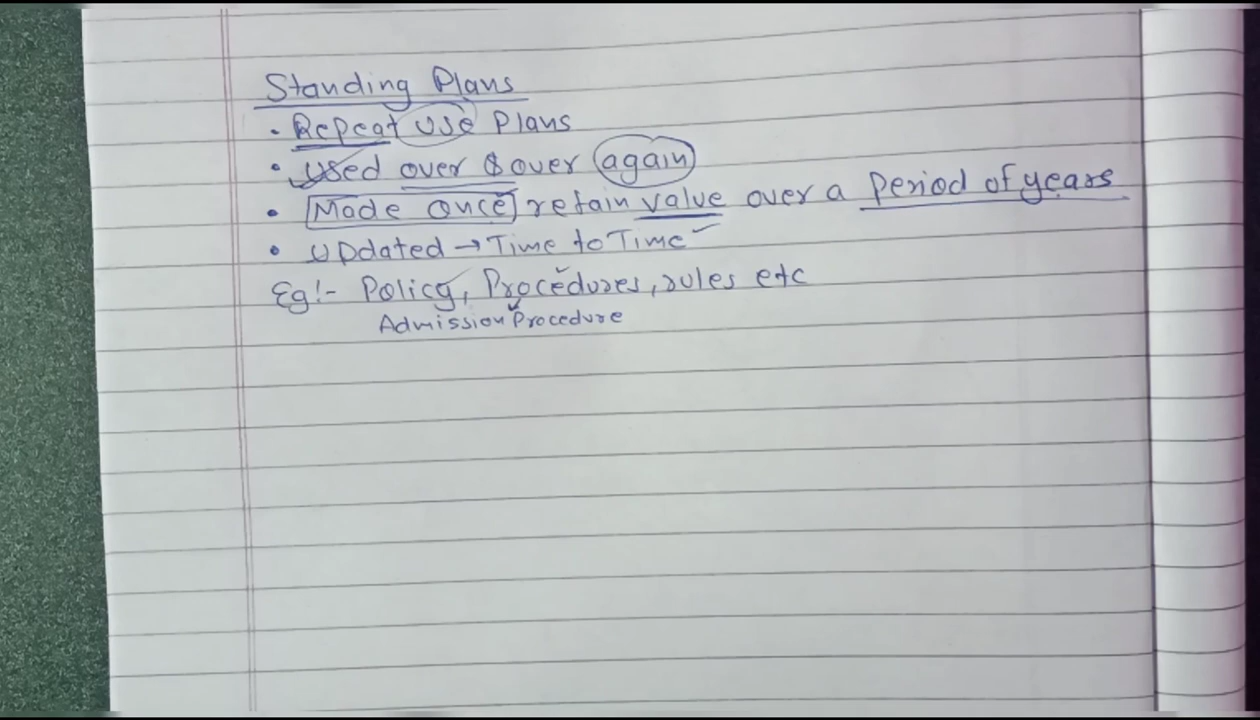 Standing Plans
• Repeat use Plans
• Used over & over again
• Made once retain value over a Period of years
• Updated → Time to Time
Eg:- Policy, Procedures, rules etc
Admission Procedure